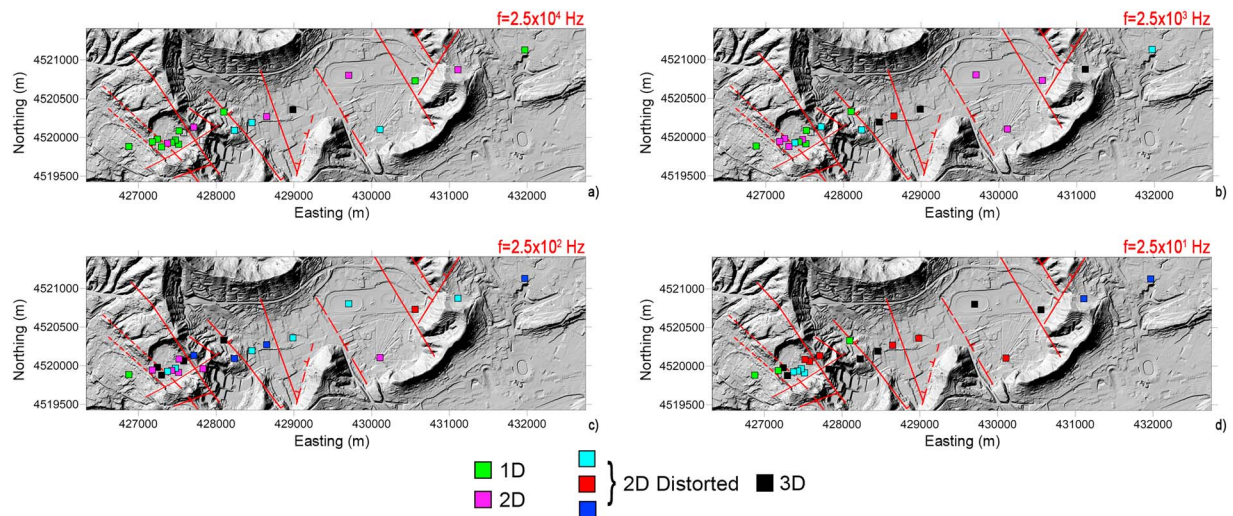 f=2.5x10⁴ Hz
Northing (m)
4521000
4520500
4520000
4519500
427000 428000 429000 430000 431000 432000
Easting (m)
a)
f=2.5x10³ Hz
Northing (m)
4521000
4520500
4520000
4519500
427000 428000 429000 430000 431000 432000
Easting (m)
b)
f=2.5x10² Hz
Northing (m)
4521000
4520500
4520000
4519500
427000 428000 429000 430000 431000 432000
Easting (m)
c)
f=2.5x10¹ Hz
Northing (m)
4521000
4520500
4520000
4519500
427000 428000 429000 430000 431000 432000
Easting (m)
d)
1D
2D
} 2D Distorted
3D